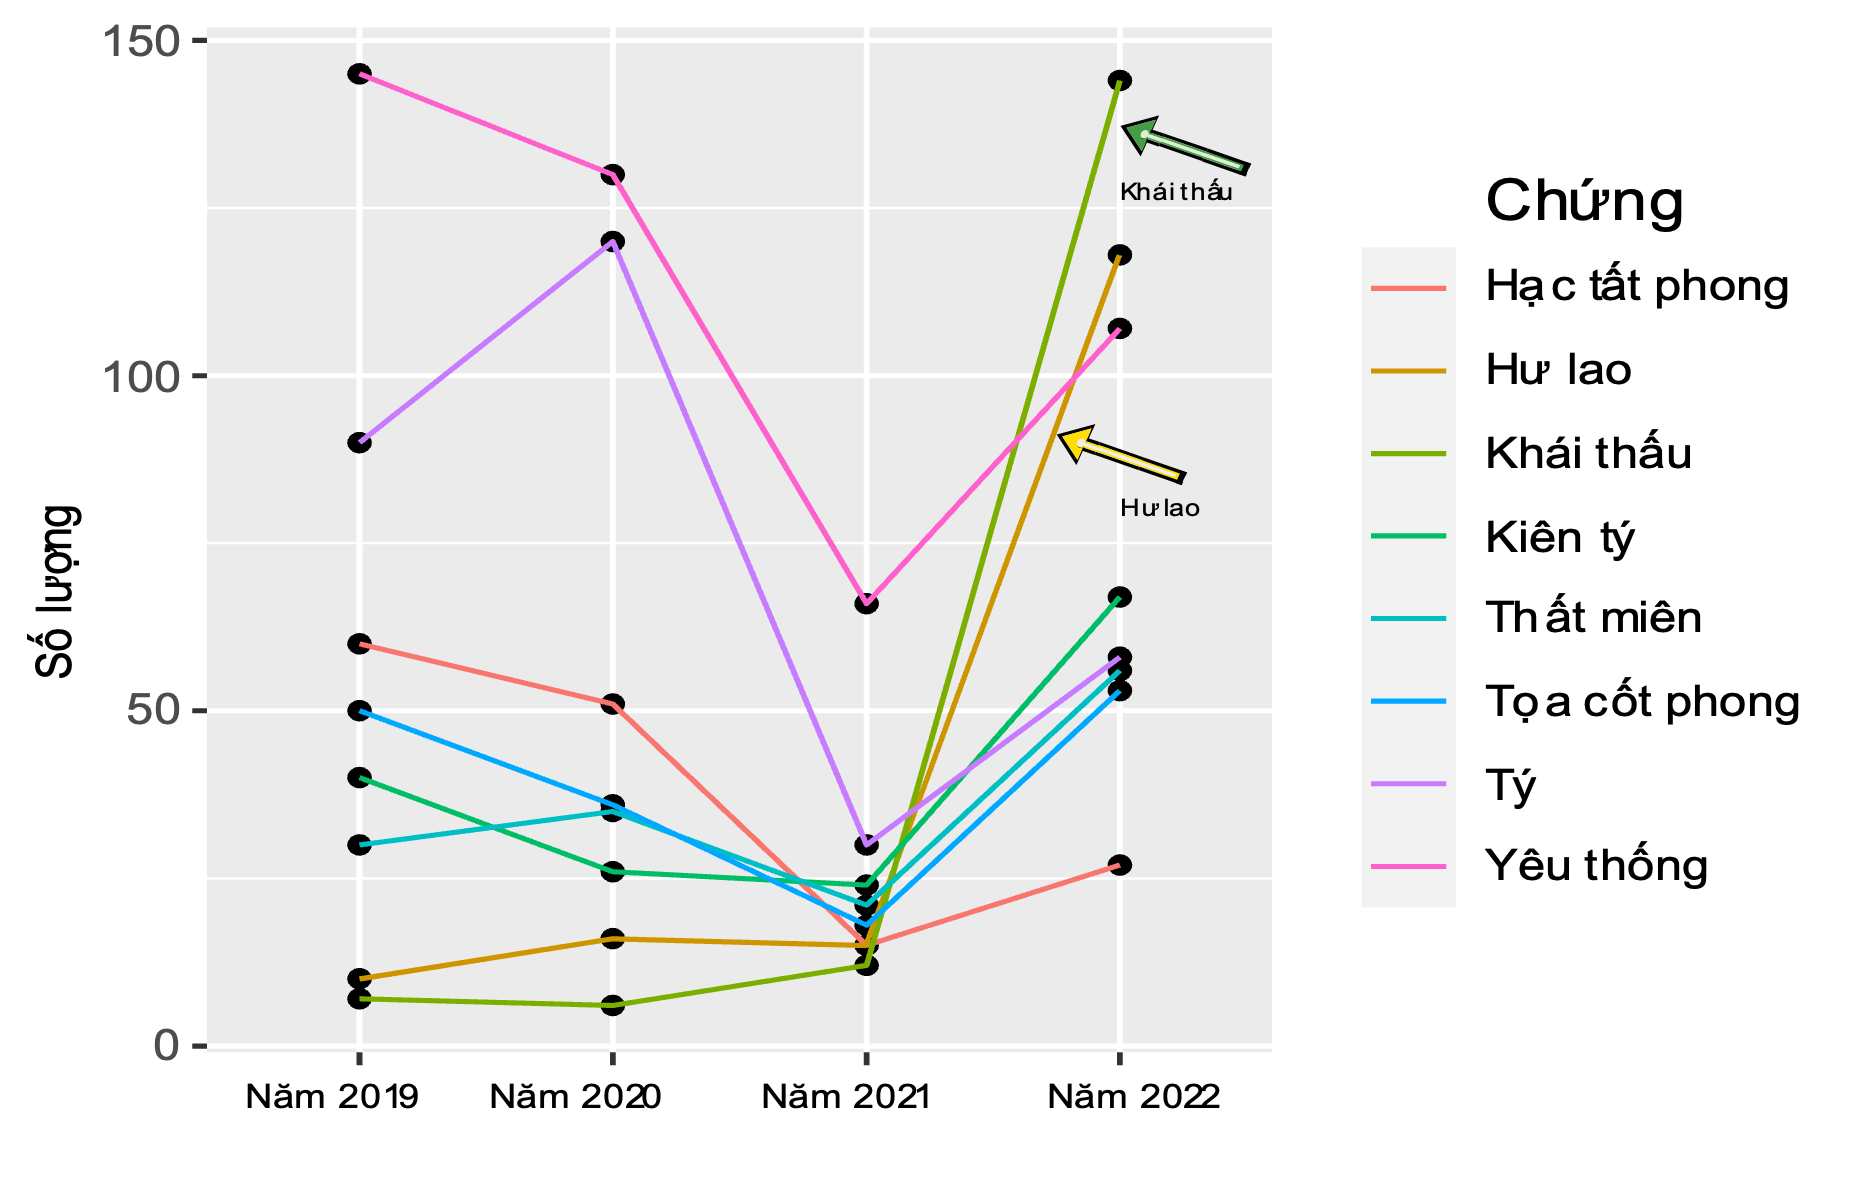 150
100
50
0
Số lượng
Năm 2019
Năm 2020
Năm 2021
Năm 2022
Khái thấu
Hư lao
Chứng
Hạc tất phong
Hư lao
Khái thấu
Kiên tý
Thất miên
Tọa cốt phong
Tý
Yêu thống